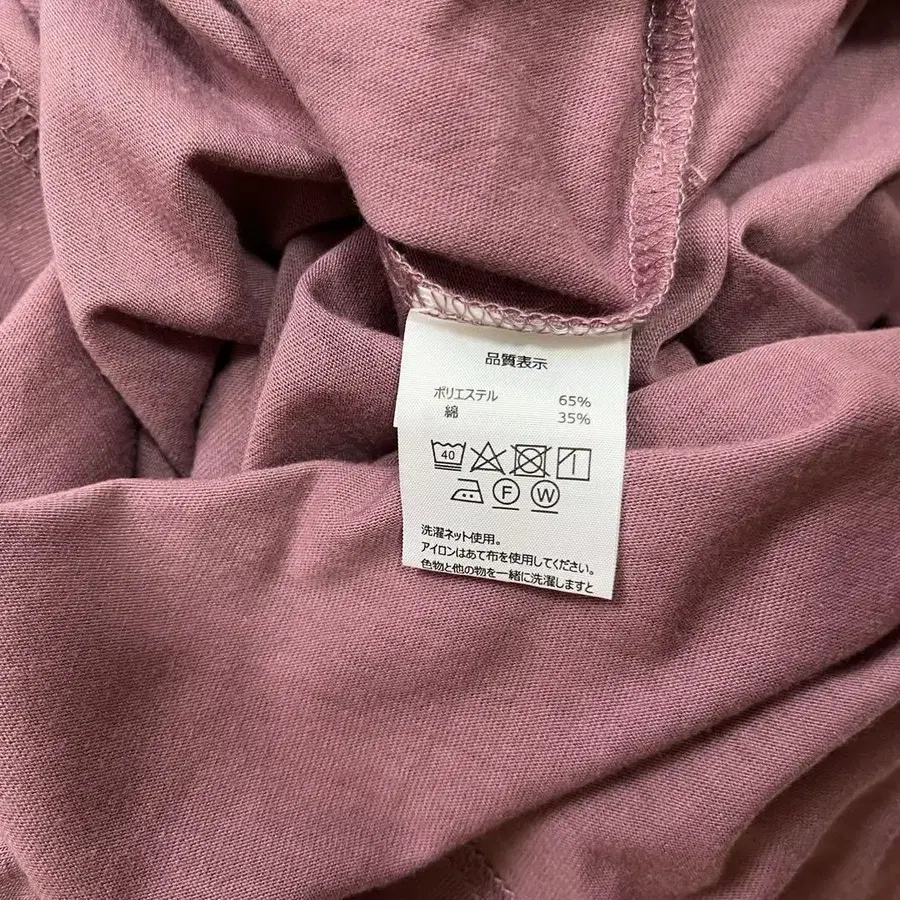 品質表示
ポリエステル 65%
綿 35%
40
F W
洗濯ネット使用。
アイロンはあて布を使用してください。
色物と他の物を一緒に洗濯しますと